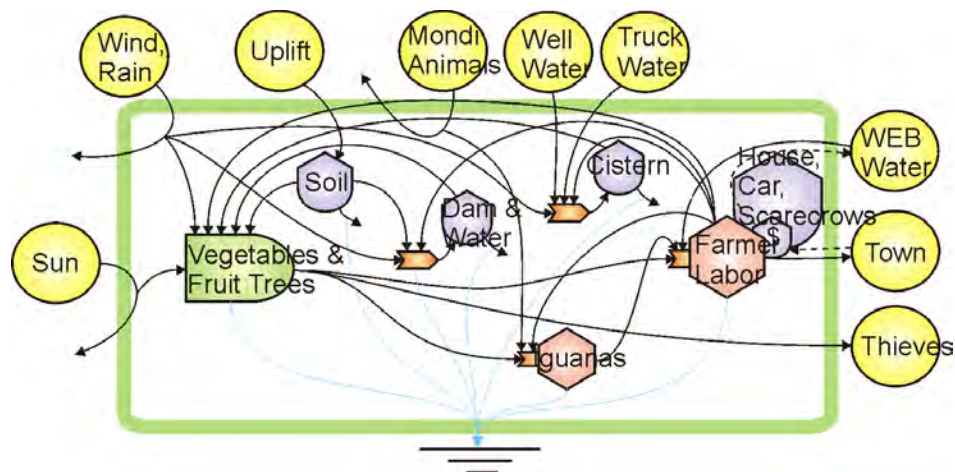 Wind,
Rain
Uplift
Mondi
Animals
Well
Water
Truck
Water
WEB
Water
Soil
Cistern
House,
Car,
Scarecrows
Dam &
Water
$
Farmer
Labor
Town
Sun
Vegetables &
Fruit Trees
Iguanas
Thieves